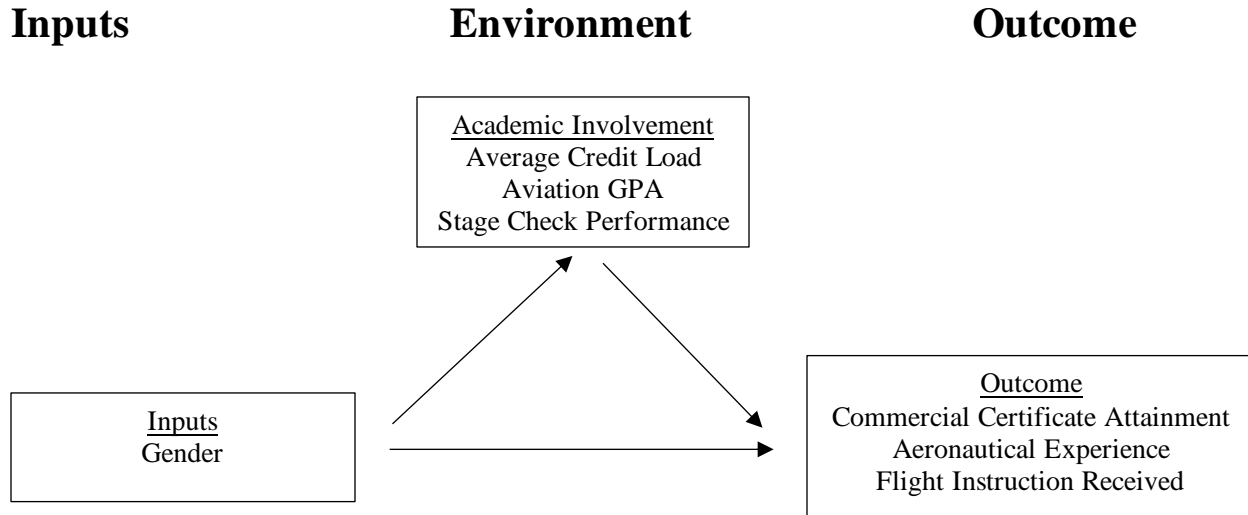 Inputs
Environment
Outcome
Academic Involvement
Average Credit Load
Aviation GPA
Stage Check Performance
Inputs
Gender
Outcome
Commercial Certificate Attainment
Aeronautical Experience
Flight Instruction Received